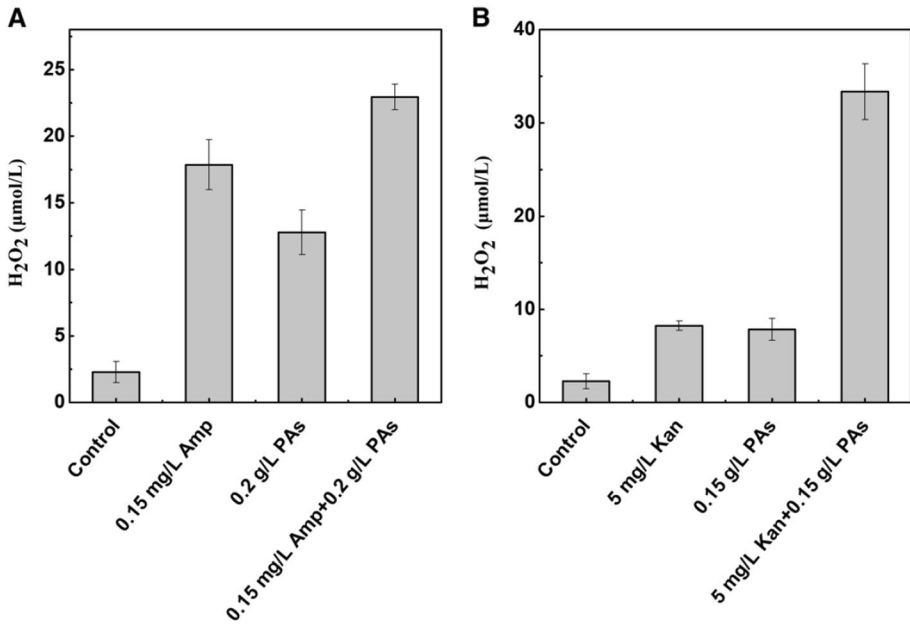 A
H₂O₂ (μmol/L)
25
20
15
10
5
0
Control
0.15 mg/L Amp
0.2 g/L PAs
0.15 mg/L Amp+0.2 g/L PAs
B
H₂O₂ (μmol/L)
40
30
20
10
0
Control
5 mg/L Kan
0.15 g/L PAs
5 mg/L Kan+0.15 g/L PAs